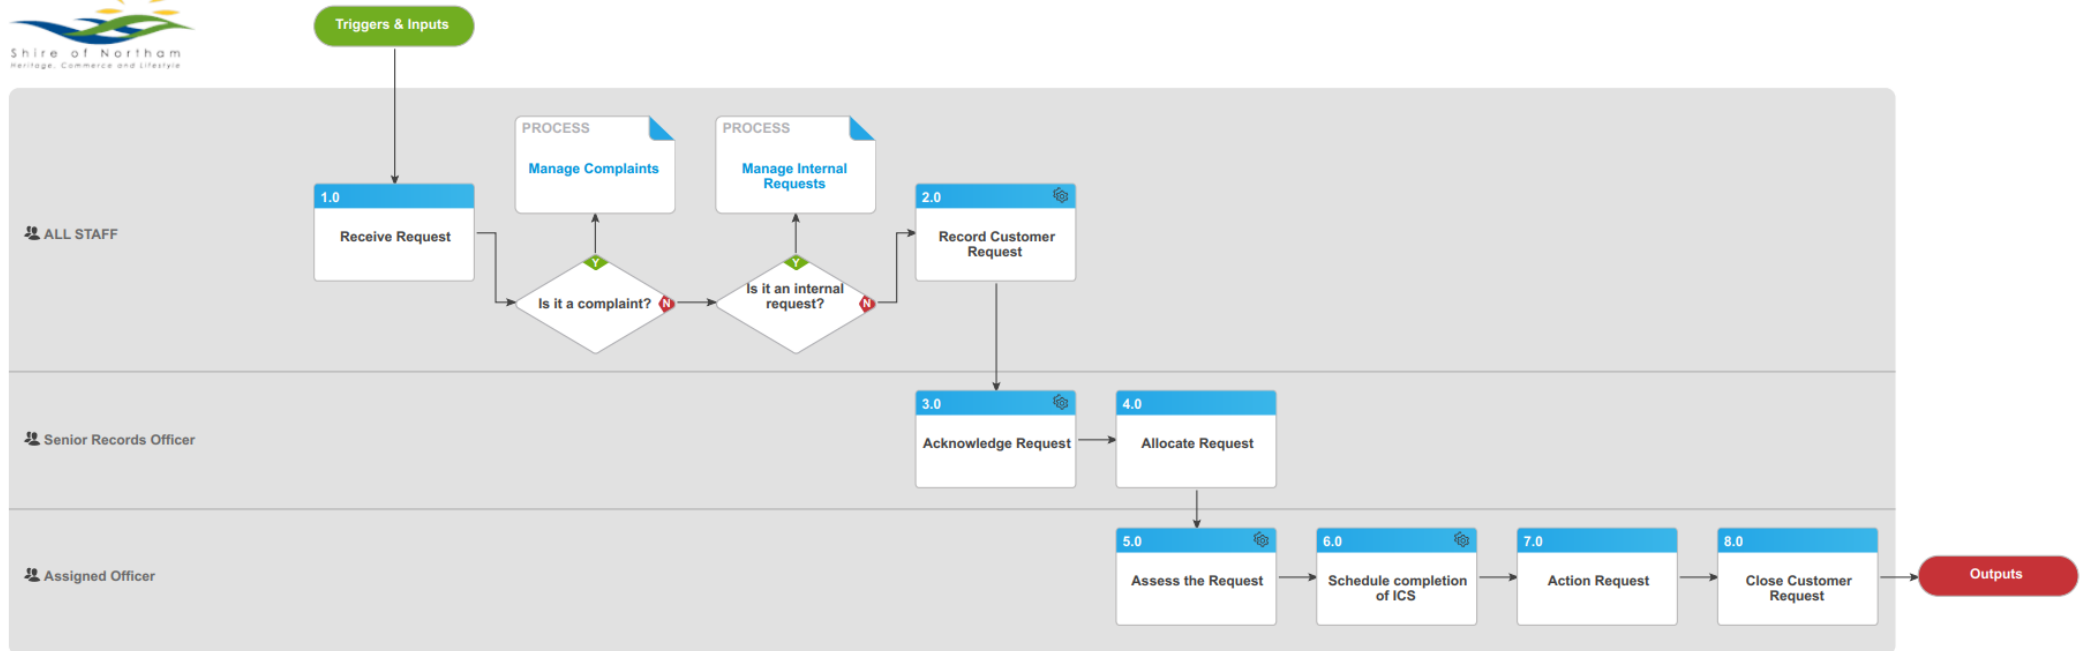 Shire of Northam
Heritage, Commerce and Lifestyle
Triggers & Inputs
PROCESS
Manage Complaints
PROCESS
Manage Internal
Requests
1.0
Receive Request
2.0
Record Customer
Request
ALL STAFF
Y
Is it a complaint?
N
Y
Is it an internal
request?
N
3.0
Acknowledge Request
4.0
Allocate Request
Senior Records Officer
5.0
Assess the Request
6.0
Schedule completion
of ICS
7.0
Action Request
8.0
Close Customer
Request
Assigned Officer
Outputs